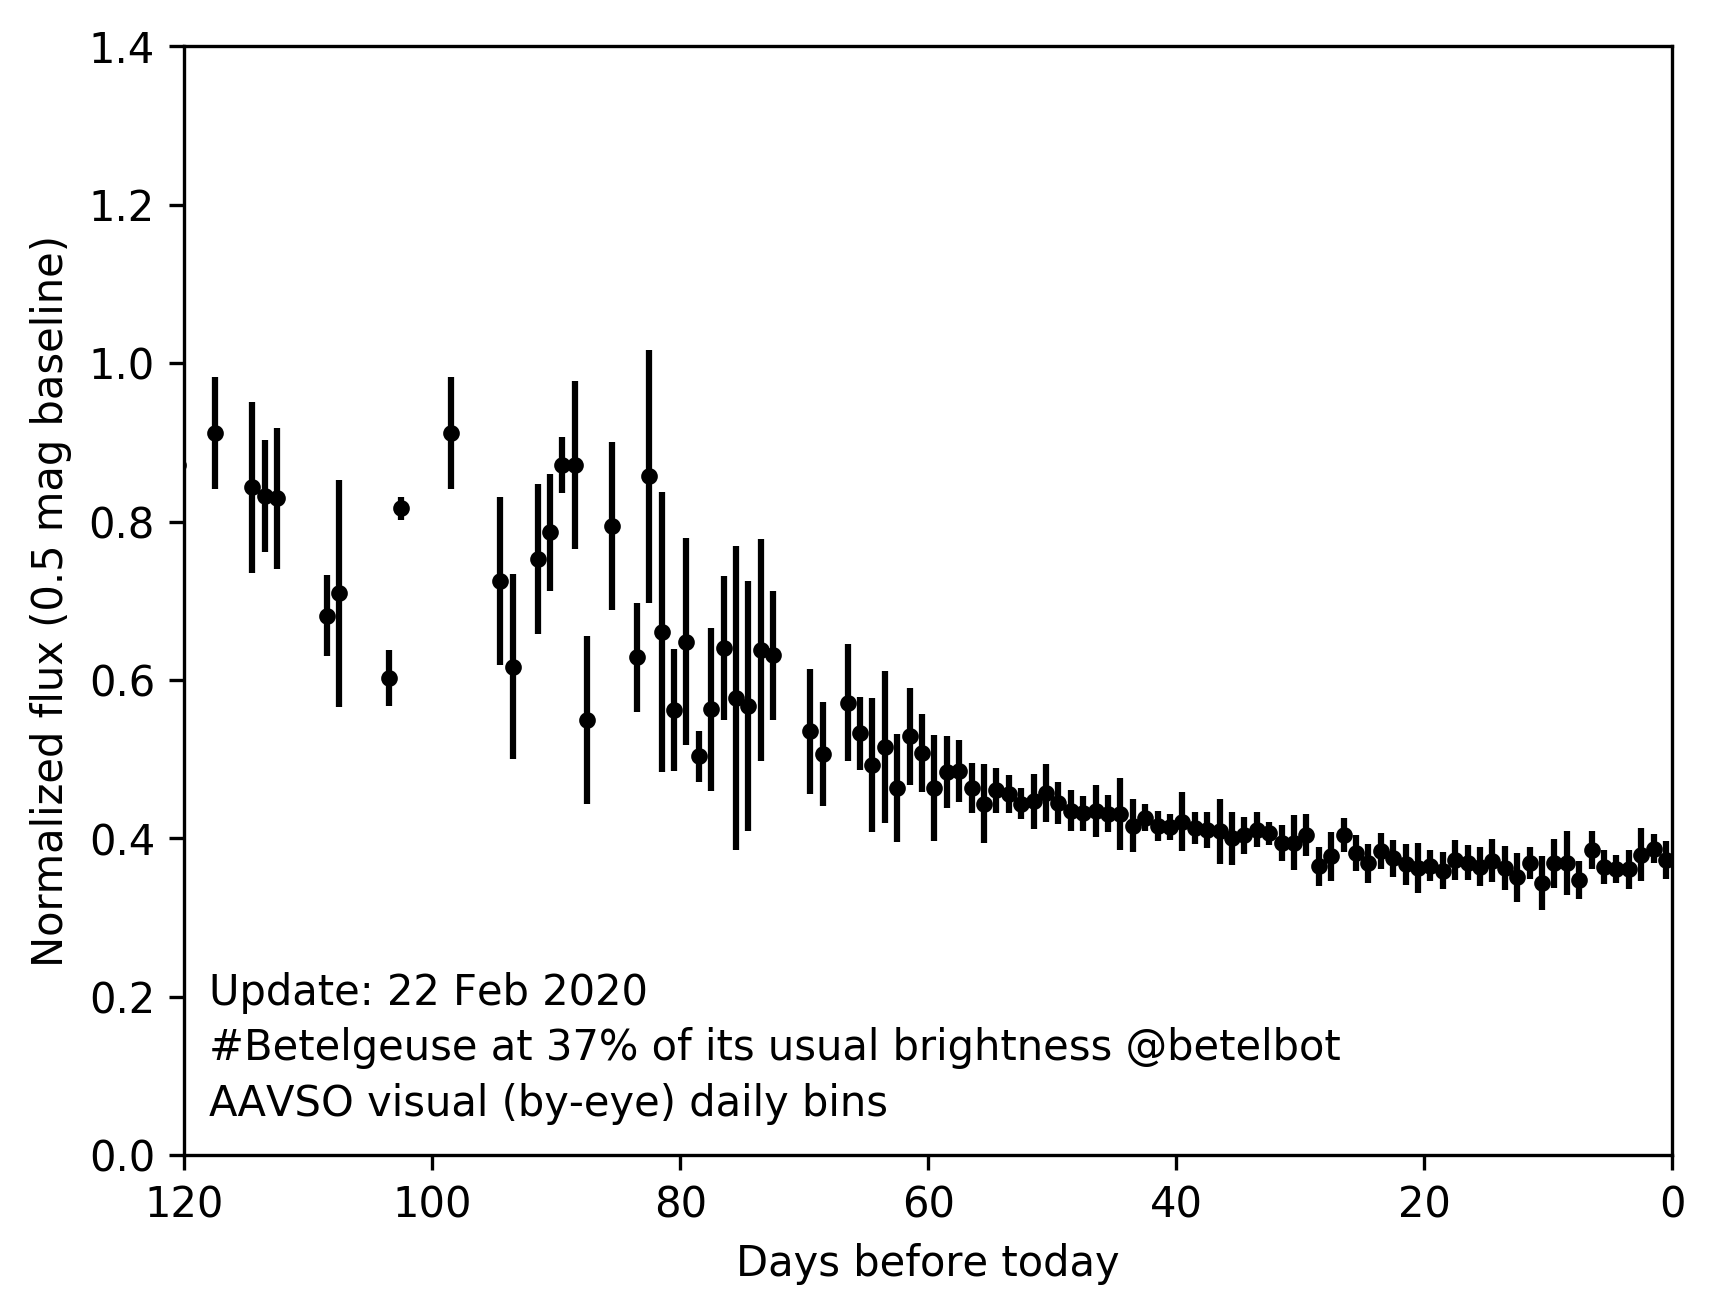 1.4
1.2
1.0
0.8
0.6
0.4
0.2
0.0
Normalized flux (0.5 mag baseline)
Update: 22 Feb 2020
#Betelgeuse at 37% of its usual brightness @betelbot
AAVSO visual (by-eye) daily bins
120 100 80 60 40 20 0
Days before today